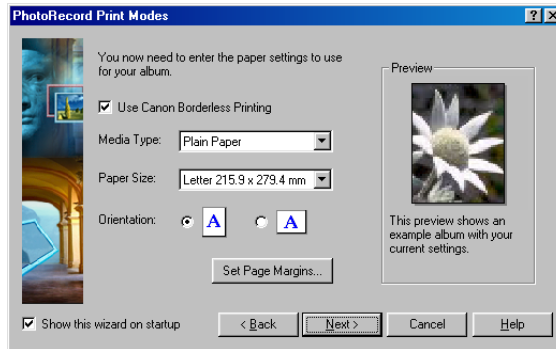 PhotoRecord Print Modes
You now need to enter the paper settings to use
for your album.
Use Canon Borderless Printing
Media Type:
Plain Paper
Paper Size:
Letter 215.9 x 279.4 mm
Orientation:
A
A
Set Page Margins...
Preview
This preview shows an
example album with your
current settings.
Show this wizard on startup
< Back
Next >
Cancel
Help